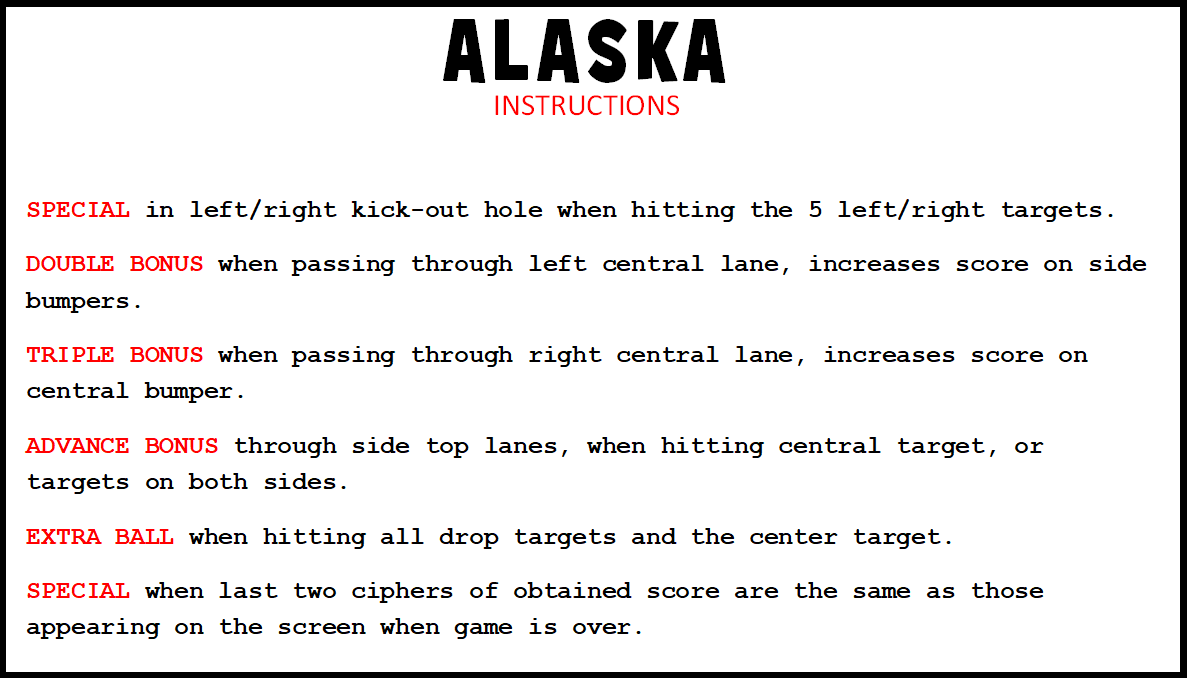 ALASKA
INSTRUCTIONS
SPECIAL in left/right kick-out hole when hitting the 5 left/right targets.
DOUBLE BONUS when passing through left central lane, increases score on side
bumpers.
TRIPLE BONUS when passing through right central lane, increases score on
central bumper.
ADVANCE BONUS through side top lanes, when hitting central target, or
targets on both sides.
EXTRA BALL when hitting all drop targets and the center target.
SPECIAL when last two ciphers of obtained score are the same as those
appearing on the screen when game is over.